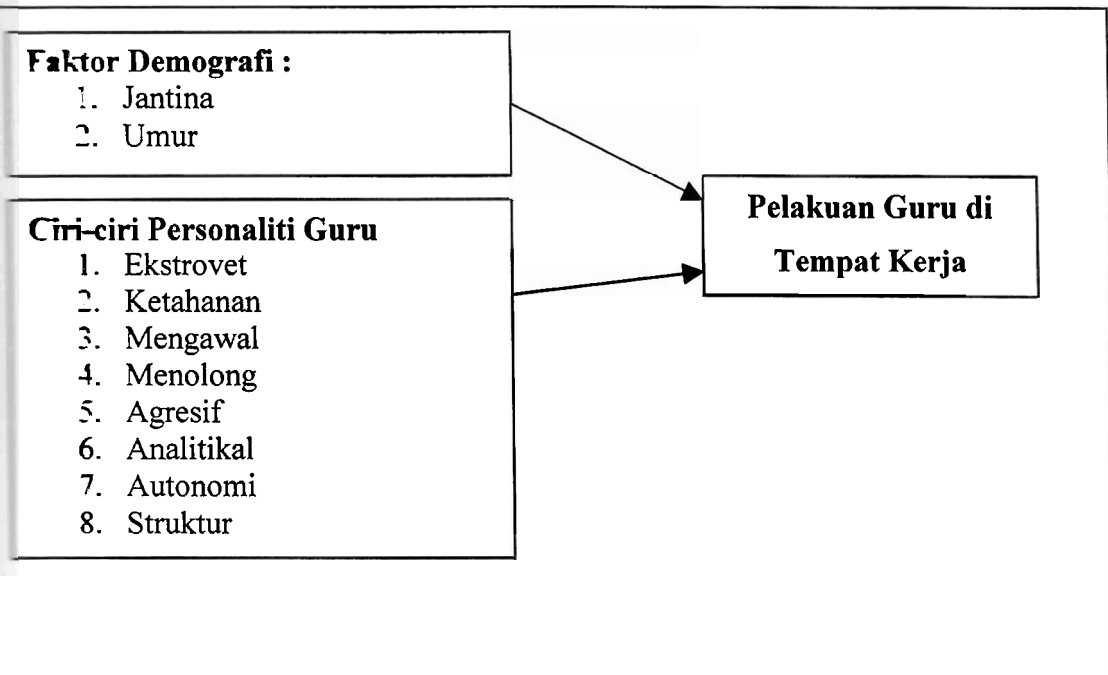 Faktor Demografi :
1. Jantina
2. Umur
Ciri-ciri Personaliti Guru
1. Ekstrovet
2. Ketahanan
3. Mengawal
4. Menolong
5. Agresif
6. Analitikal
7. Autonomi
8. Struktur
Pelakuan Guru di
Tempat Kerja